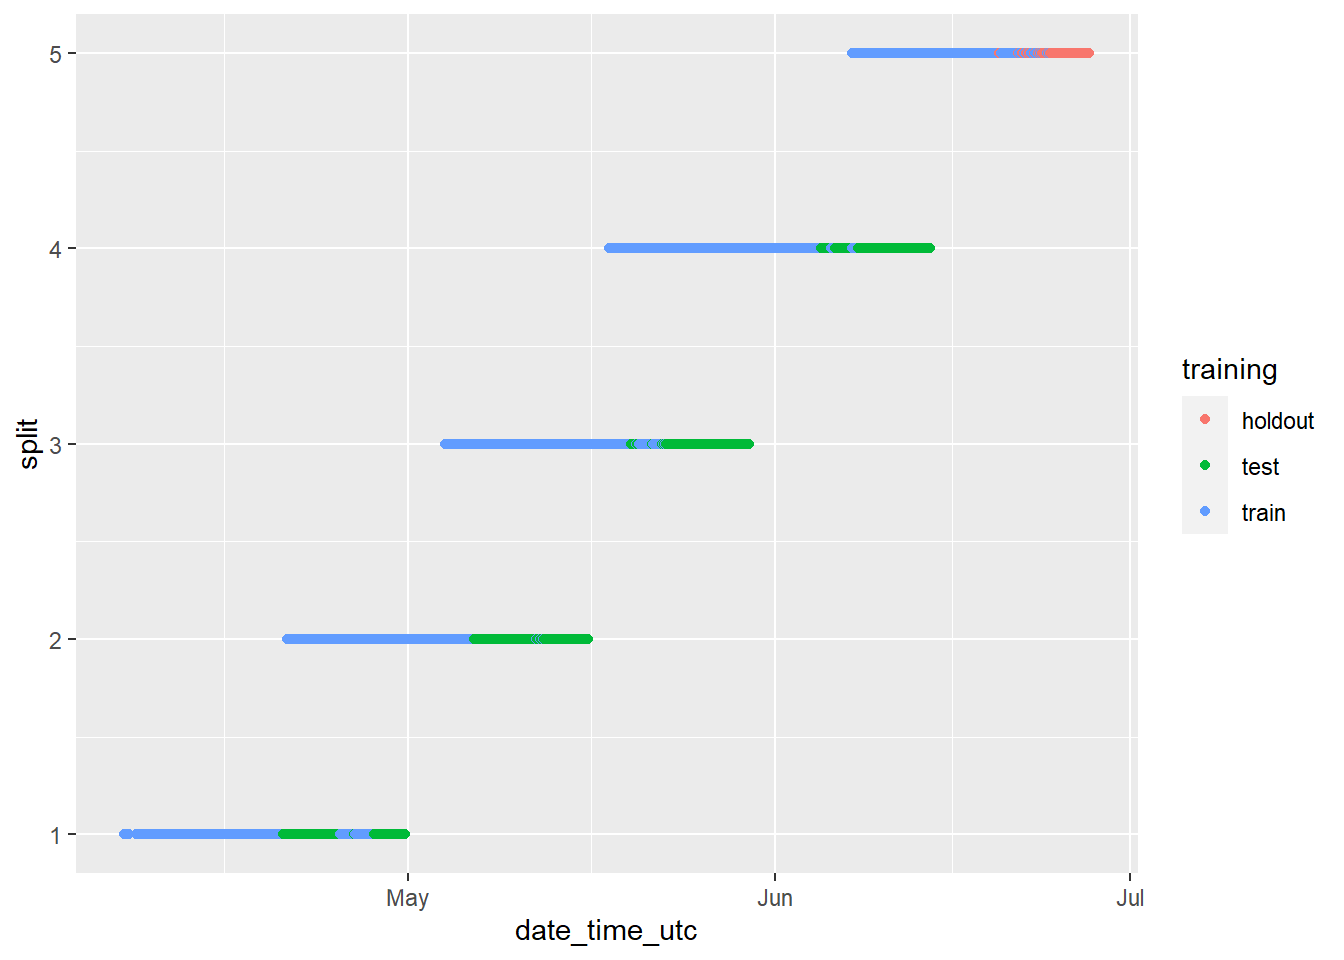 5
4
3
2
1
split
May
Jun
Jul
date_time_utc
training
holdout
test
train